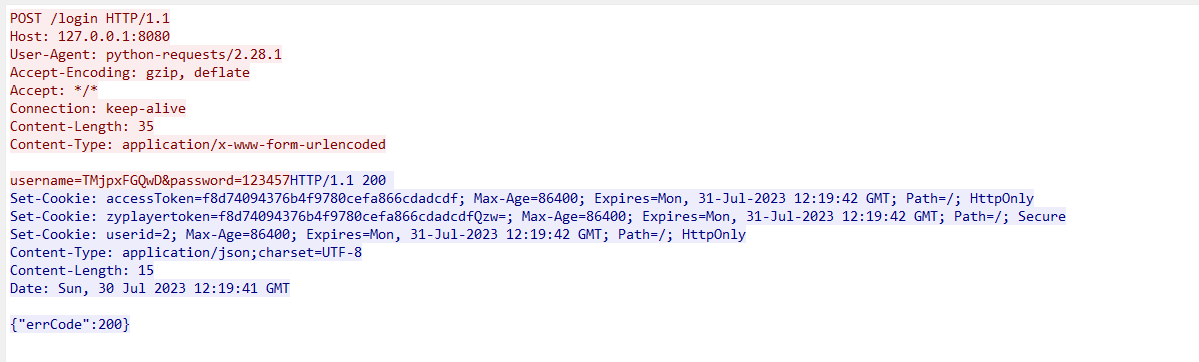 POST /login HTTP/1.1
Host: 127.0.0.1:8080
User-Agent: python-requests/2.28.1
Accept-Encoding: gzip, deflate
Accept: */*
Connection: keep-alive
Content-Length: 35
Content-Type: application/x-www-form-urlencoded
username=TMjpxFGQwD&password=123457HTTP/1.1 200
Set-Cookie: accessToken=f8d74094376b4f9780cefa866cdadcdf; Max-Age=86400; Expires=Mon, 31-Jul-2023 12:19:42 GMT; Path=/; HttpOnly
Set-Cookie: zyplayertoken=f8d74094376b4f9780cefa866cdadcdfQzw=; Max-Age=86400; Expires=Mon, 31-Jul-2023 12:19:42 GMT; Path=/; Secure
Set-Cookie: userid=2; Max-Age=86400; Expires=Mon, 31-Jul-2023 12:19:42 GMT; Path=/; HttpOnly
Content-Type: application/json;charset=UTF-8
Content-Length: 15
Date: Sun, 30 Jul 2023 12:19:41 GMT
{"errCode":200}